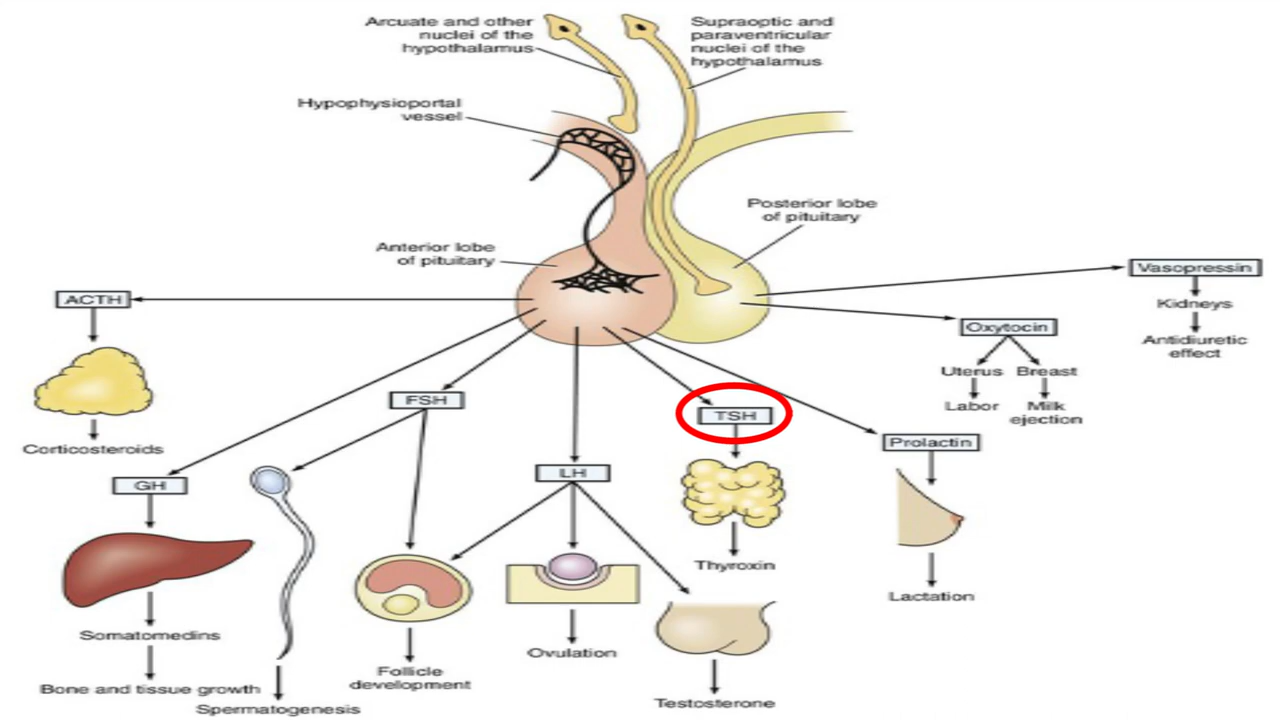 Arcuate and other
nuclei of the
hypothalamus
Supraoptic and
paraventricular
nuclei of the
hypothalamus
Hypophysioportal
vessel
Posterior lobe
of pituitary
Anterior lobe
of pituitary
Vasopressin
Kidneys
Antidiuretic
effect
ACTH
Corticosteroids
Oxytocin
Uterus
Breast
Labor
Milk
ejection
FSH
TSH
Prolactin
GH
LH
Thyroxin
Lactation
Somatomedins
Bone and tissue growth
Spermatogenesis
Follicle
development
Ovulation
Testosterone